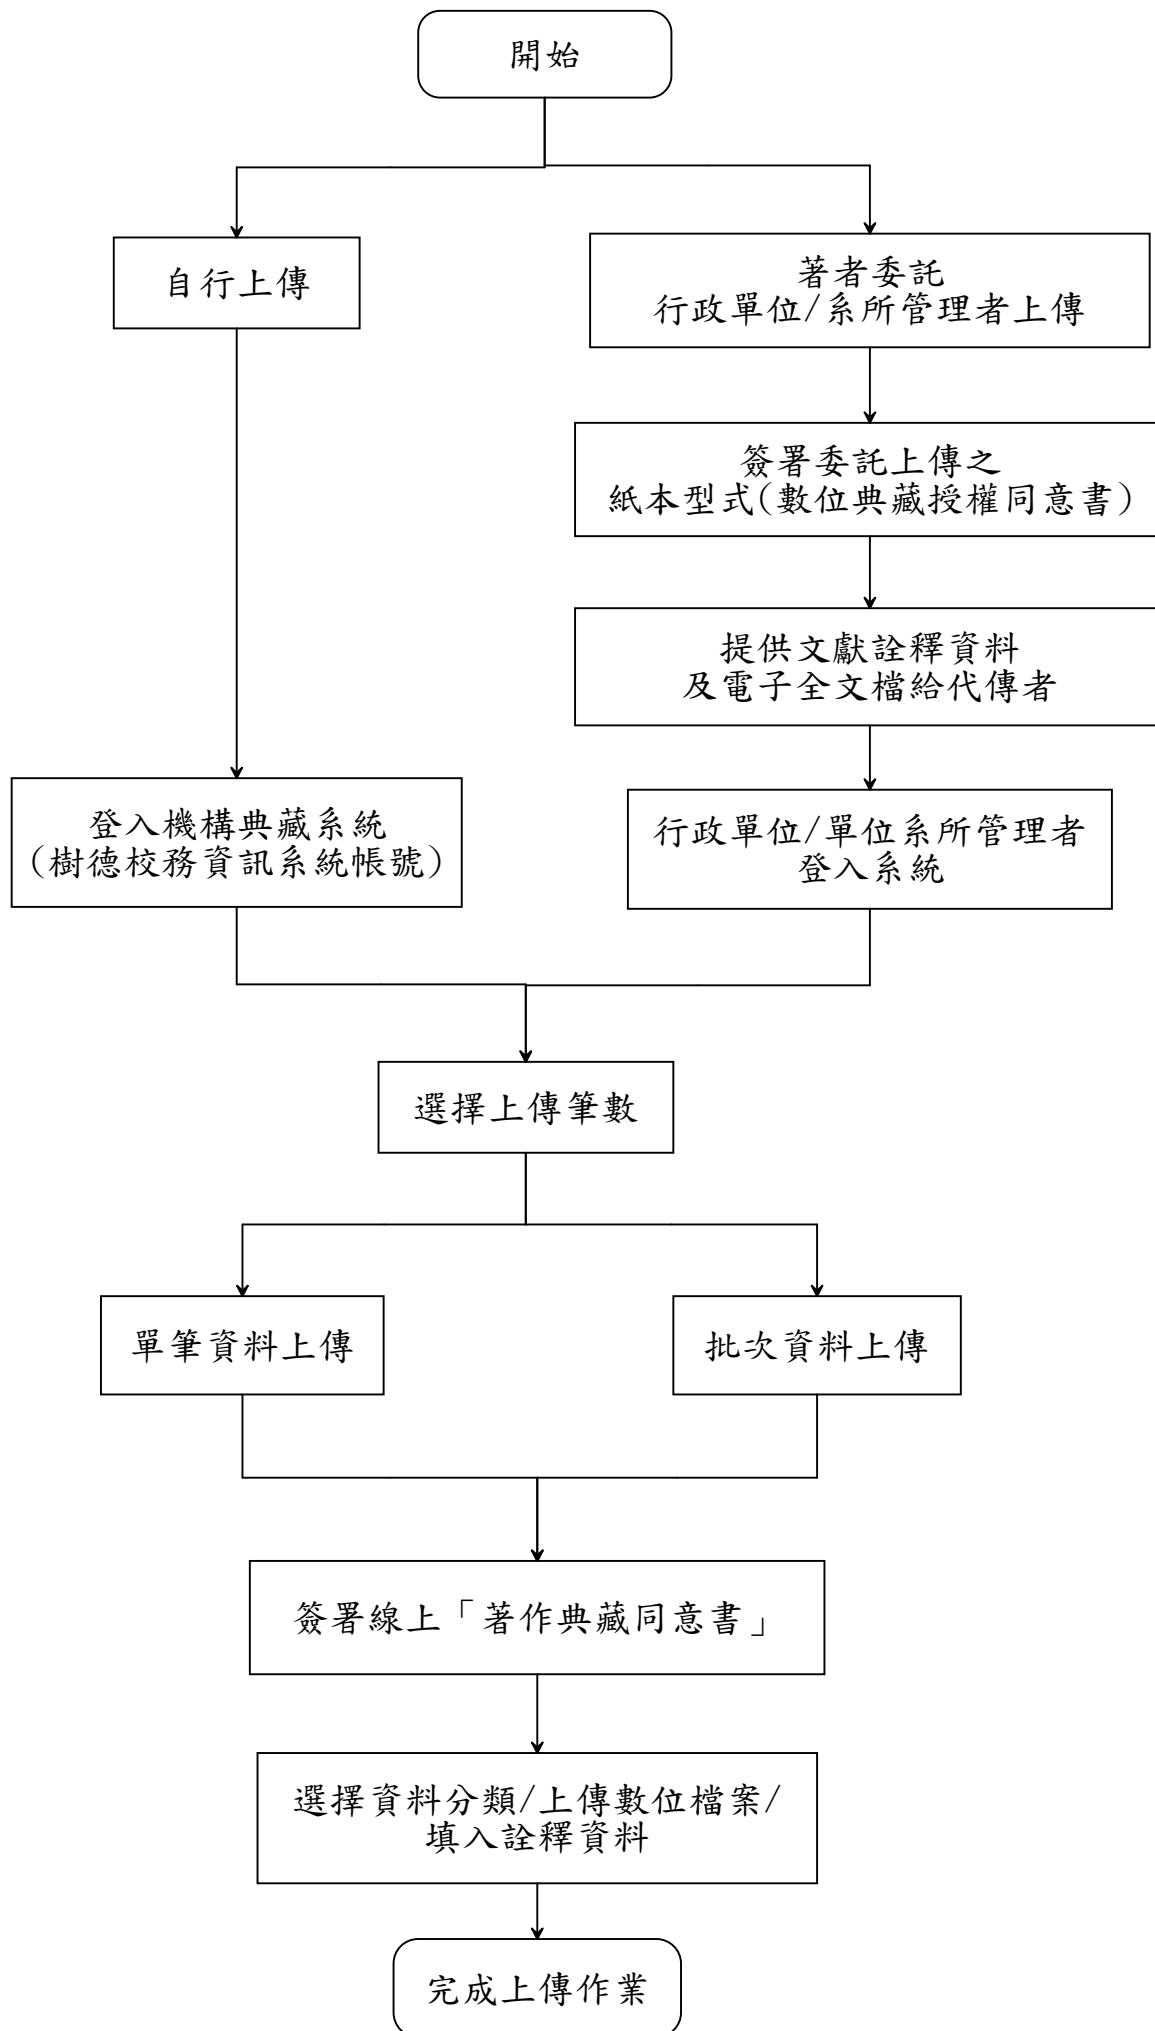 開始
自行上傳
著者委託
行政單位/系所管理者上傳
簽署委託上傳之
紙本型式(數位典藏授權同意書)
提供文獻詮釋資料
及電子全文檔給代傳者
登入機構典藏系統
(樹德校務資訊系統帳號)
行政單位/單位系所管理者
登入系統
選擇上傳筆數
單筆資料上傳
批次資料上傳
簽署線上「著作典藏同意書」
選擇資料分類/上傳數位檔案/
填入詮釋資料
完成上傳作業